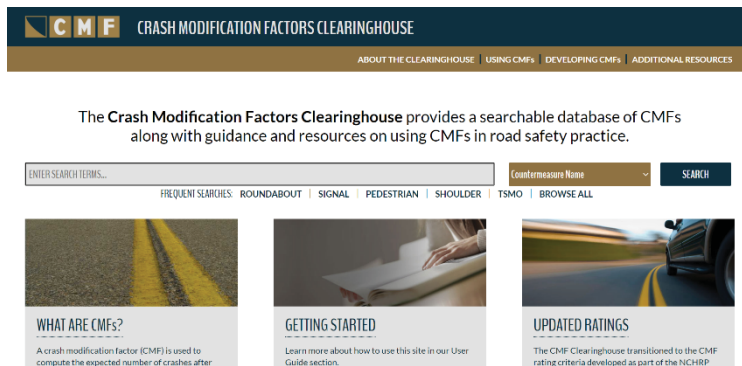 CMF CRASH MODIFICATION FACTORS CLEARINGHOUSE
ABOUT THE CLEARINGHOUSE | USING CMFs | DEVELOPING CMFs | ADDITIONAL RESOURCES
The Crash Modification Factors Clearinghouse provides a searchable database of CMFs
along with guidance and resources on using CMFs in road safety practice.
ENTER SEARCH TERMS... Countermeasure Name SEARCH
FREQUENT SEARCHES: ROUNDABOUT | SIGNAL | PEDESTRIAN | SHOULDER | TSMO | BROWSE ALL
WHAT ARE CMFs?
A crash modification factor (CMF) is used to
compute the expected number of crashes after
GETTING STARTED
Learn more about how to use this site in our User
Guide section.
UPDATED RATINGS
The CMF Clearinghouse transitioned to the CMF
rating criteria developed as part of the NCHRP